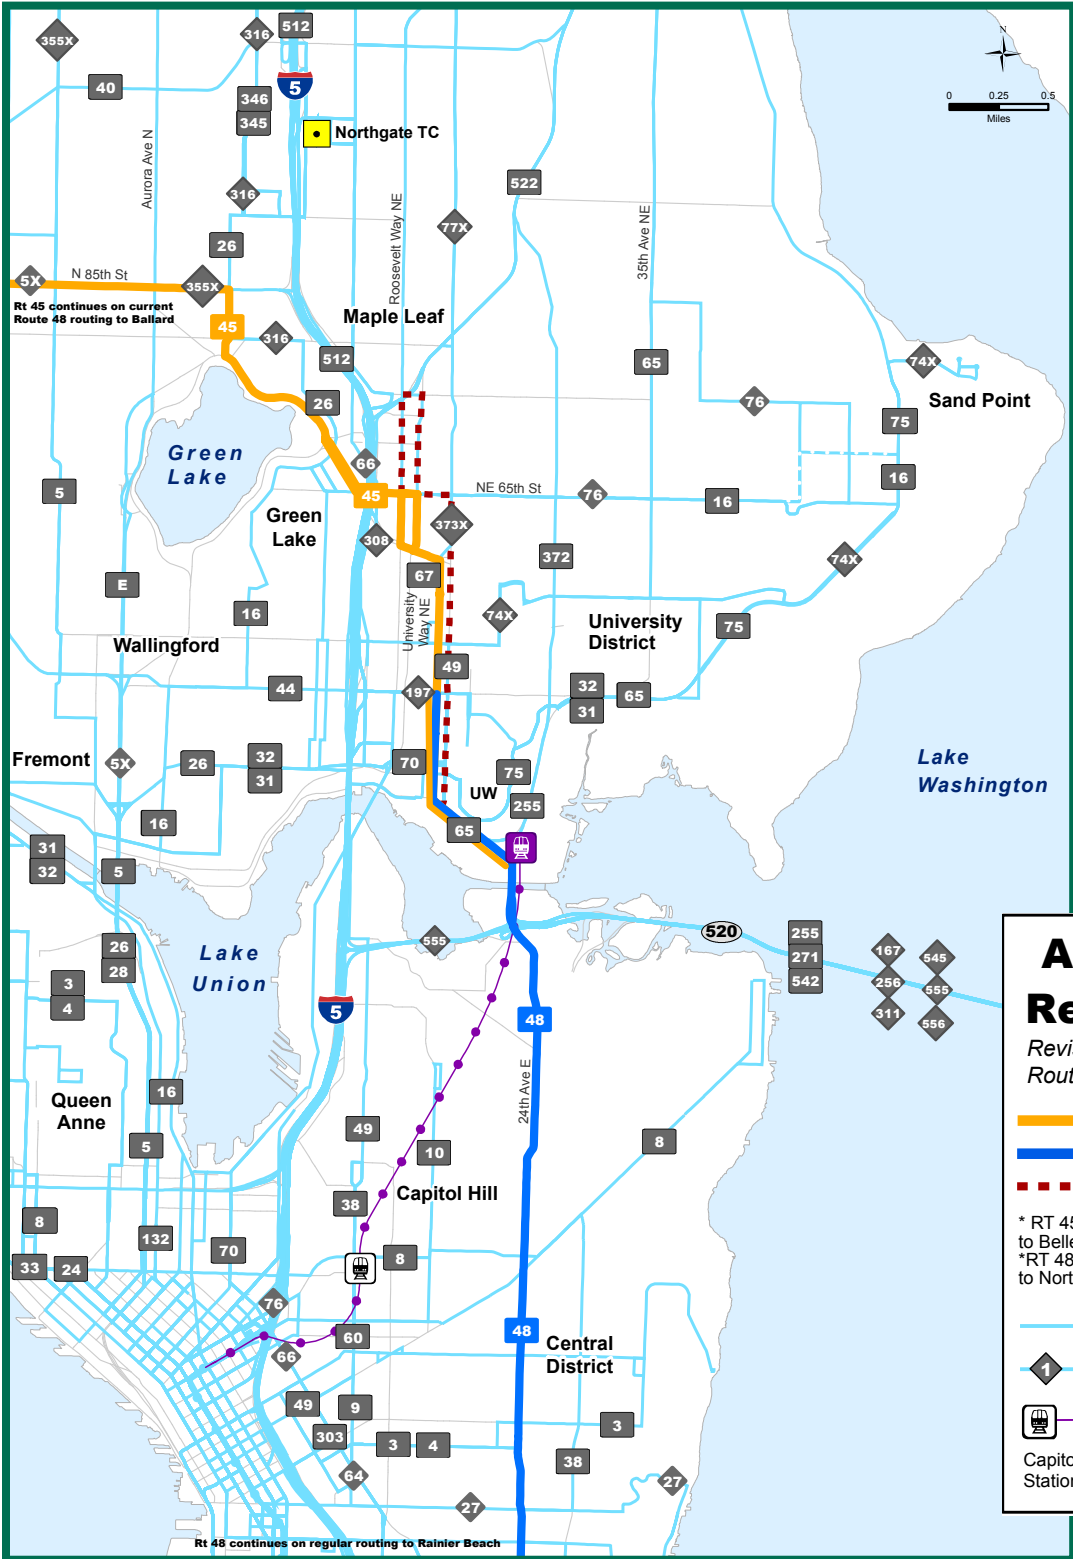 355X
316
512
N
40
5
0 0.25 0.5
Miles
346
345
Northgate TC
Aurora Ave N
522
316
Roosevelt Way NE
77X
35th Ave NE
26
5X
N 85th St
355X
Rt 45 continues on current
Route 48 routing to Ballard
45
Maple Leaf
316
512
65
74X
26
76
Sand Point
75
Green
Lake
66
16
5
45
NE 65th St
76
16
Green
Lake
373X
308
372
74X
E
67
16
University
Way NE
74X
University
District
75
Wallingford
49
44
197
32
31
65
Fremont
5X
26
32
31
70
75
UW
Lake
Washington
255
16
65
31
32
5
520
555
255
271
542
167
545
256
555
311
556
26
28
Lake
Union
3
4
5
48
A
Re
Revi
Rout
24th Ave E
Queen
Anne
16
49
5
10
8
38
Capitol Hill
* RT 45
to Belle
*RT 48
to Nort
8
132
70
8
33
24
76
60
48
Central
District
66
1
49
9
303
3
4
3
38
64
27
27
Capito
Station
Rt 48 continues on regular routing to Rainier Beach